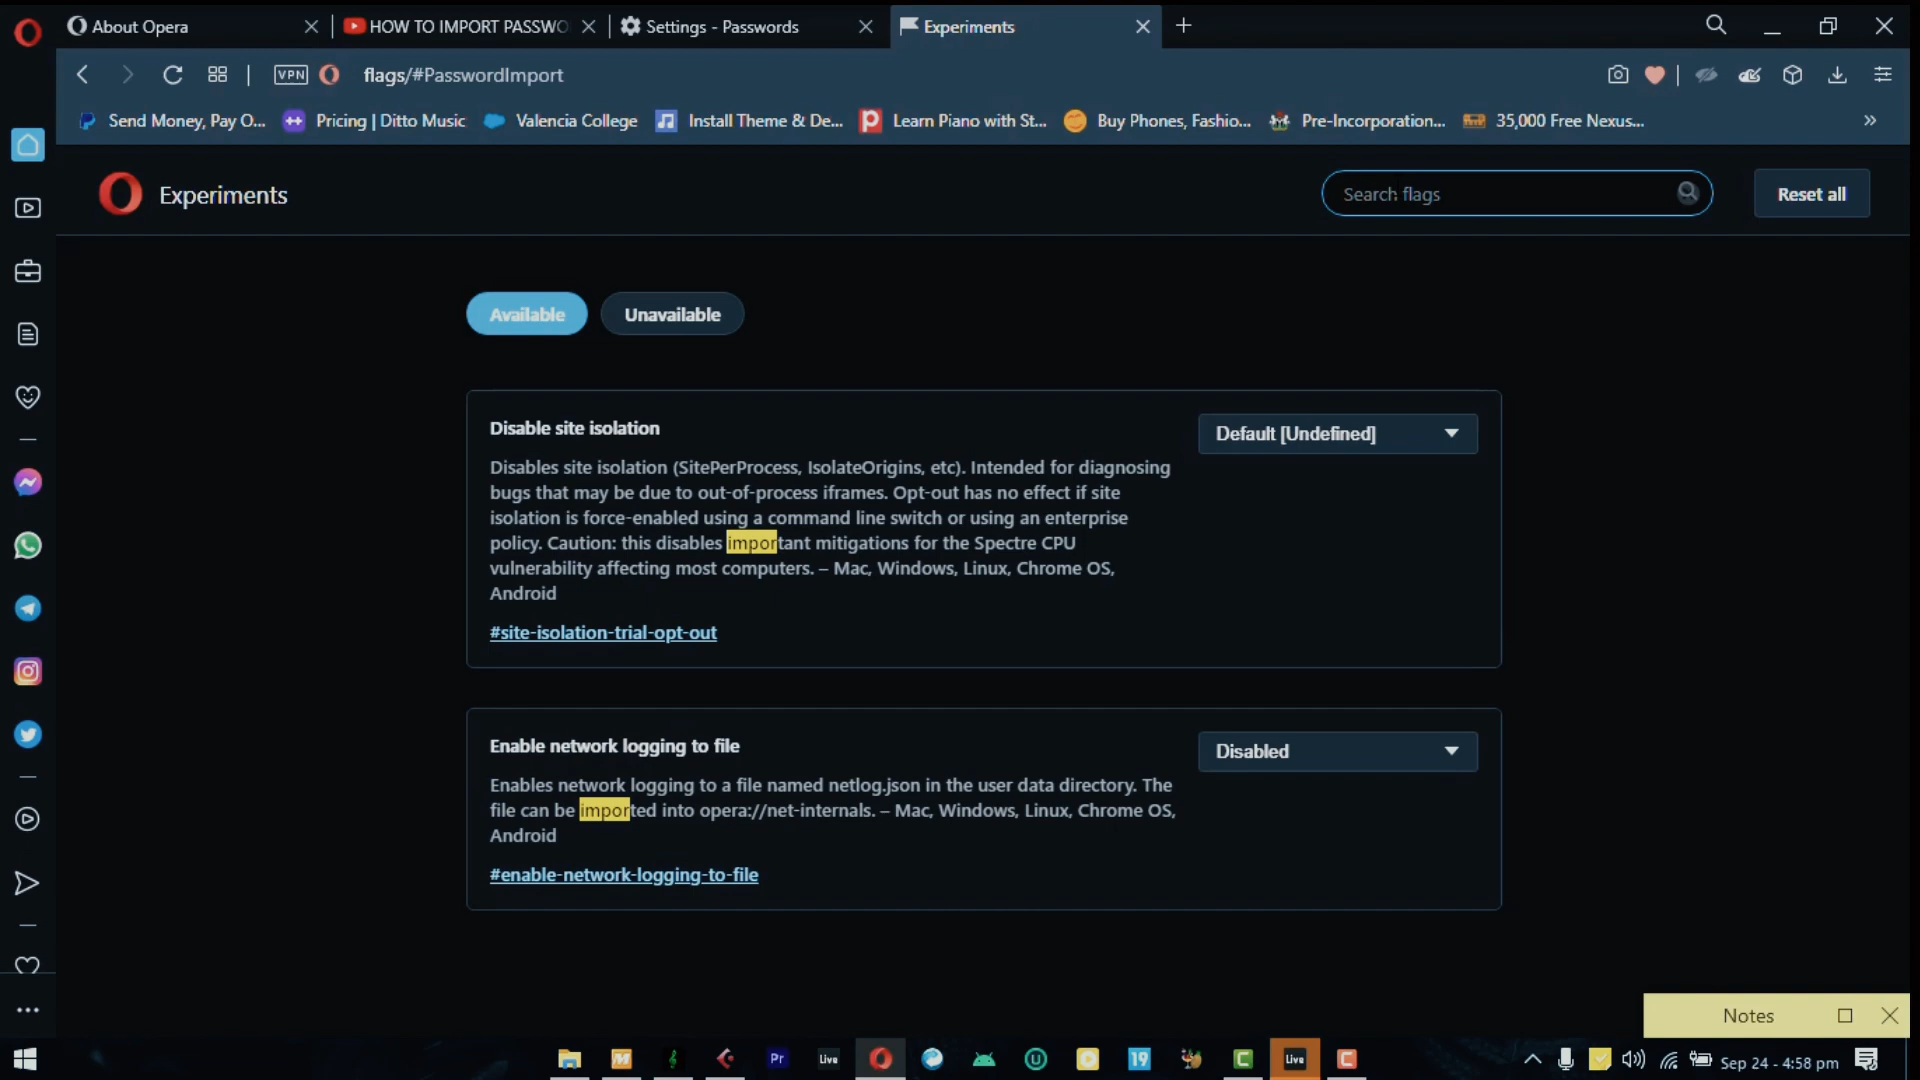 About Opera
HOW TO IMPORT PASSWO
Settings - Passwords
Experiments
VPN
flags/#PasswordImport
Send Money, Pay O...
Pricing | Ditto Music
Valencia College
Install Theme & De...
Learn Piano with St...
Buy Phones, Fashio...
Pre-Incorporation...
35,000 Free Nexus...
Experiments
Search flags
Reset all
Available
Unavailable
Disable site isolation
Default [Undefined]
Disables site isolation (SitePerProcess, IsolateOrigins, etc). Intended for diagnosing
bugs that may be due to out-of-process iframes. Opt-out has no effect if site
isolation is force-enabled using a command line switch or using an enterprise
policy. Caution: this disables important mitigations for the Spectre CPU
vulnerability affecting most computers. – Mac, Windows, Linux, Chrome OS,
Android
#site-isolation-trial-opt-out
Enable network logging to file
Disabled
Enables network logging to a file named netlog.json in the user data directory. The
file can be imported into opera://net-internals. – Mac, Windows, Linux, Chrome OS,
Android
#enable-network-logging-to-file
Notes
Pr
Live
19
Live
Sep 24 - 4:58 pm